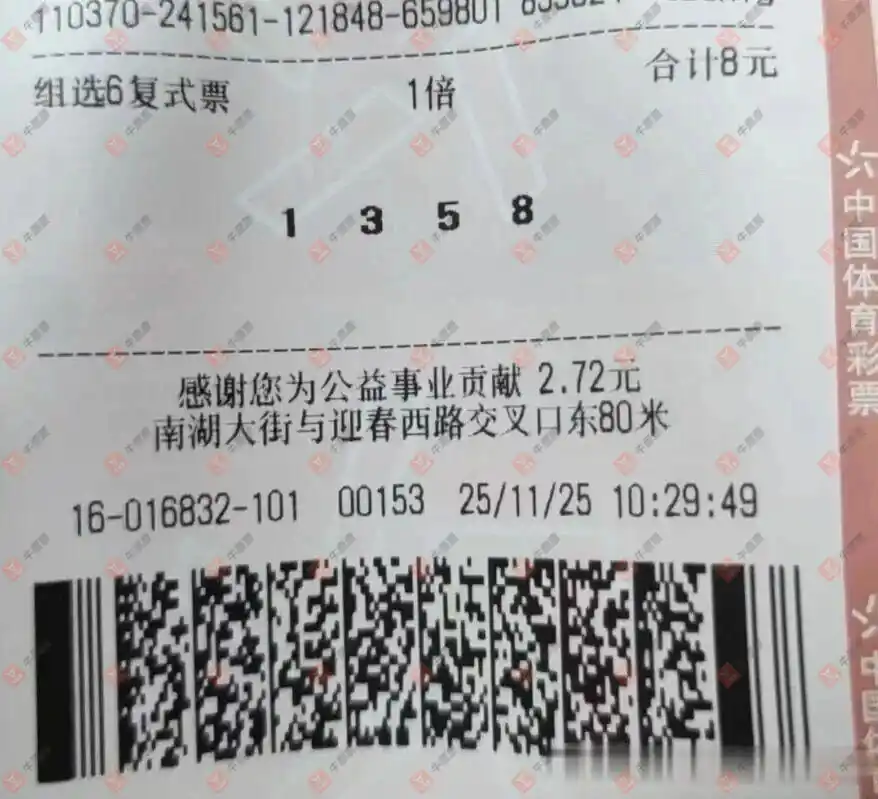 110370-241561-121848-659801
组选6复式票 1倍 合计8元
1 3 5 8
感谢您为公益事业贡献 2.72元
南湖大街与迎春西路交叉口东80米
16-016832-101 00153 25/11/25 10:29:49
中国体育彩票